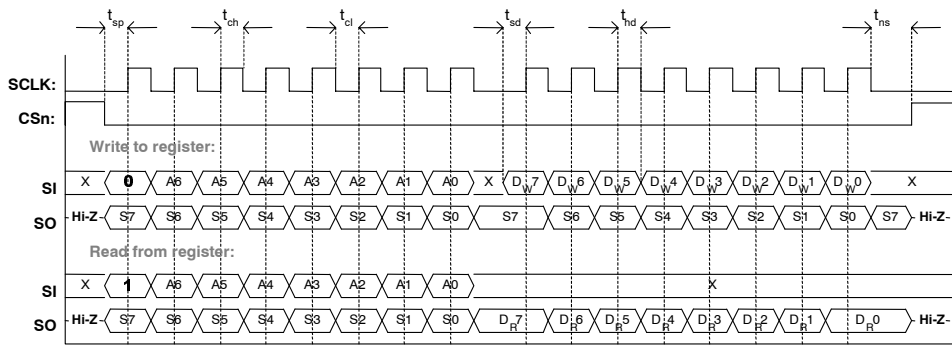 tsp tch tcl tsd thd tns
SCLK:
CSn:
Write to register:
SI X 0 A6 A5 A4 A3 A2 A1 A0 X DW7 DW6 DW5 DW4 DW3 DW2 DW1 DW0 X
SO Hi-Z S7 S6 S5 S4 S3 S2 S1 S0 S7 S6 S5 S4 S3 S2 S1 S0 S7 Hi-Z
Read from register:
SI X 1 A6 A5 A4 A3 A2 A1 A0 X
SO Hi-Z S7 S6 S5 S4 S3 S2 S1 S0 DR7 DR6 DR5 DR4 DR3 DR2 DR1 DR0 Hi-Z